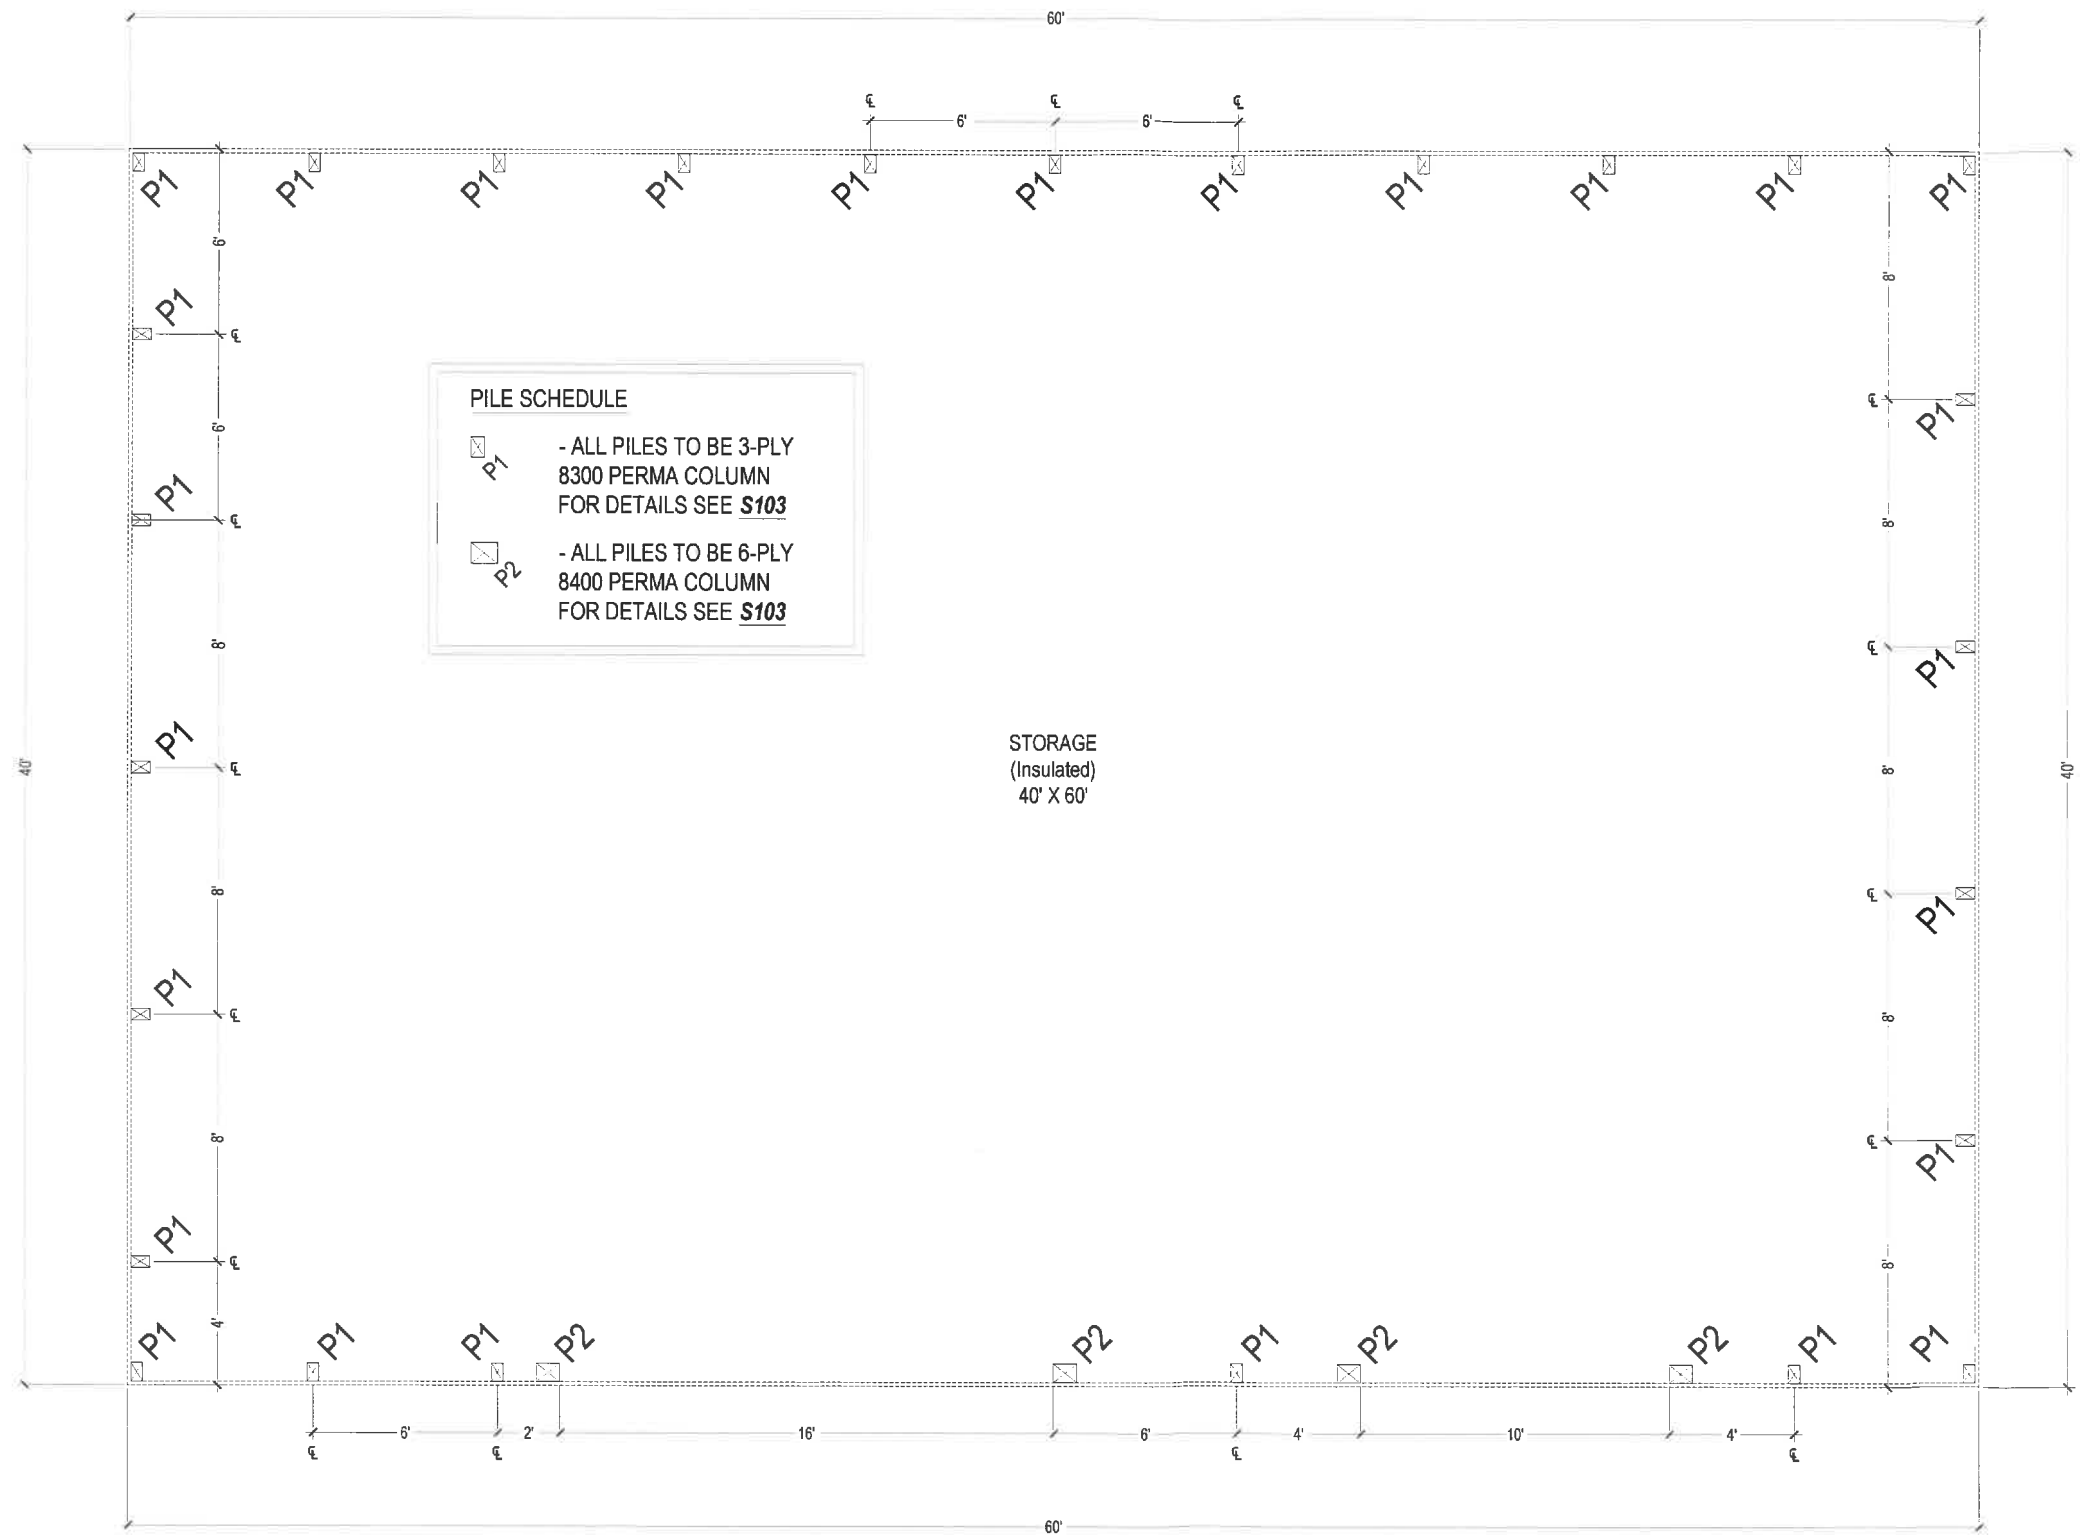 60'
℄ ℄ ℄
6' 6'
P1 P1 P1 P1 P1 P1 P1 P1 P1 P1 P1
6'
8'
P1
℄
PILE SCHEDULE
P1
- ALL PILES TO BE 3-PLY
8300 PERMA COLUMN
FOR DETAILS SEE S103
P2
- ALL PILES TO BE 6-PLY
8400 PERMA COLUMN
FOR DETAILS SEE S103
℄
P1
6'
P1
℄
8'
8'
℄
P1
STORAGE
(Insulated)
40' X 60'
P1
40'
℄
8'
40'
8'
℄
P1
P1
℄
8'
8'
℄
P1
P1
℄
8'
4'
P1 P1 P1 P2 P2 P1 P2 P2 P1 P1
6' 2' 16' 6' 4' 10' 4'
℄ ℄ ℄ ℄
60'